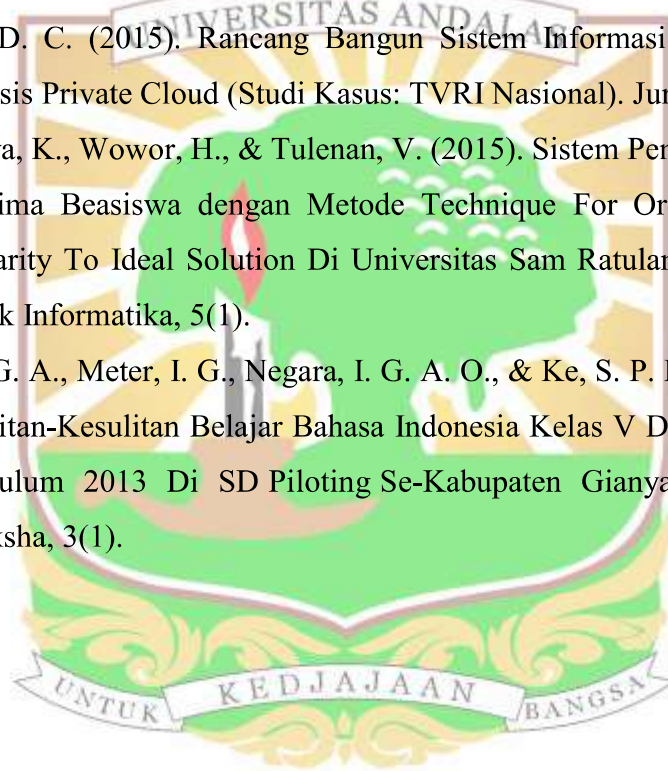 UNIVERSITAS ANDALAS
D. C. (2015). Rancang Bangun Sistem Informasi
sis Private Cloud (Studi Kasus: TVRI Nasional). Jur
a, K., Wowor, H., & Tulenan, V. (2015). Sistem Pen
ima Beasiswa dengan Metode Technique For Or
arity To Ideal Solution Di Universitas Sam Ratulan
k Informatika, 5(1).
G. A., Meter, I. G., Negara, I. G. A. O., & Ke, S. P. M
itan-Kesulitan Belajar Bahasa Indonesia Kelas V D
ulum 2013 Di SD Piloting Se-Kabupaten Gianya
ksha, 3(1).
UNTUK KEDJAJAAN BANGSA